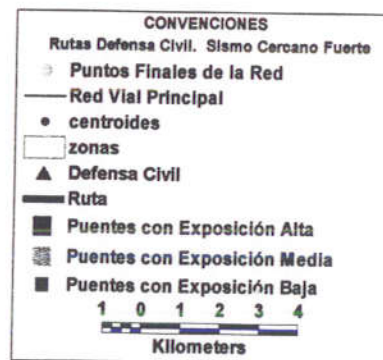 CONVENCIONES
Rutas Defensa Civil. Sismo Cercano Fuerte
Puntos Finales de la Red
Red Vial Principal
centroides
zonas
Defensa Civil
Ruta
Puentes con Exposición Alta
Puentes con Exposición Media
Puentes con Exposición Baja
1 0 1 2 3 4
Kilometers